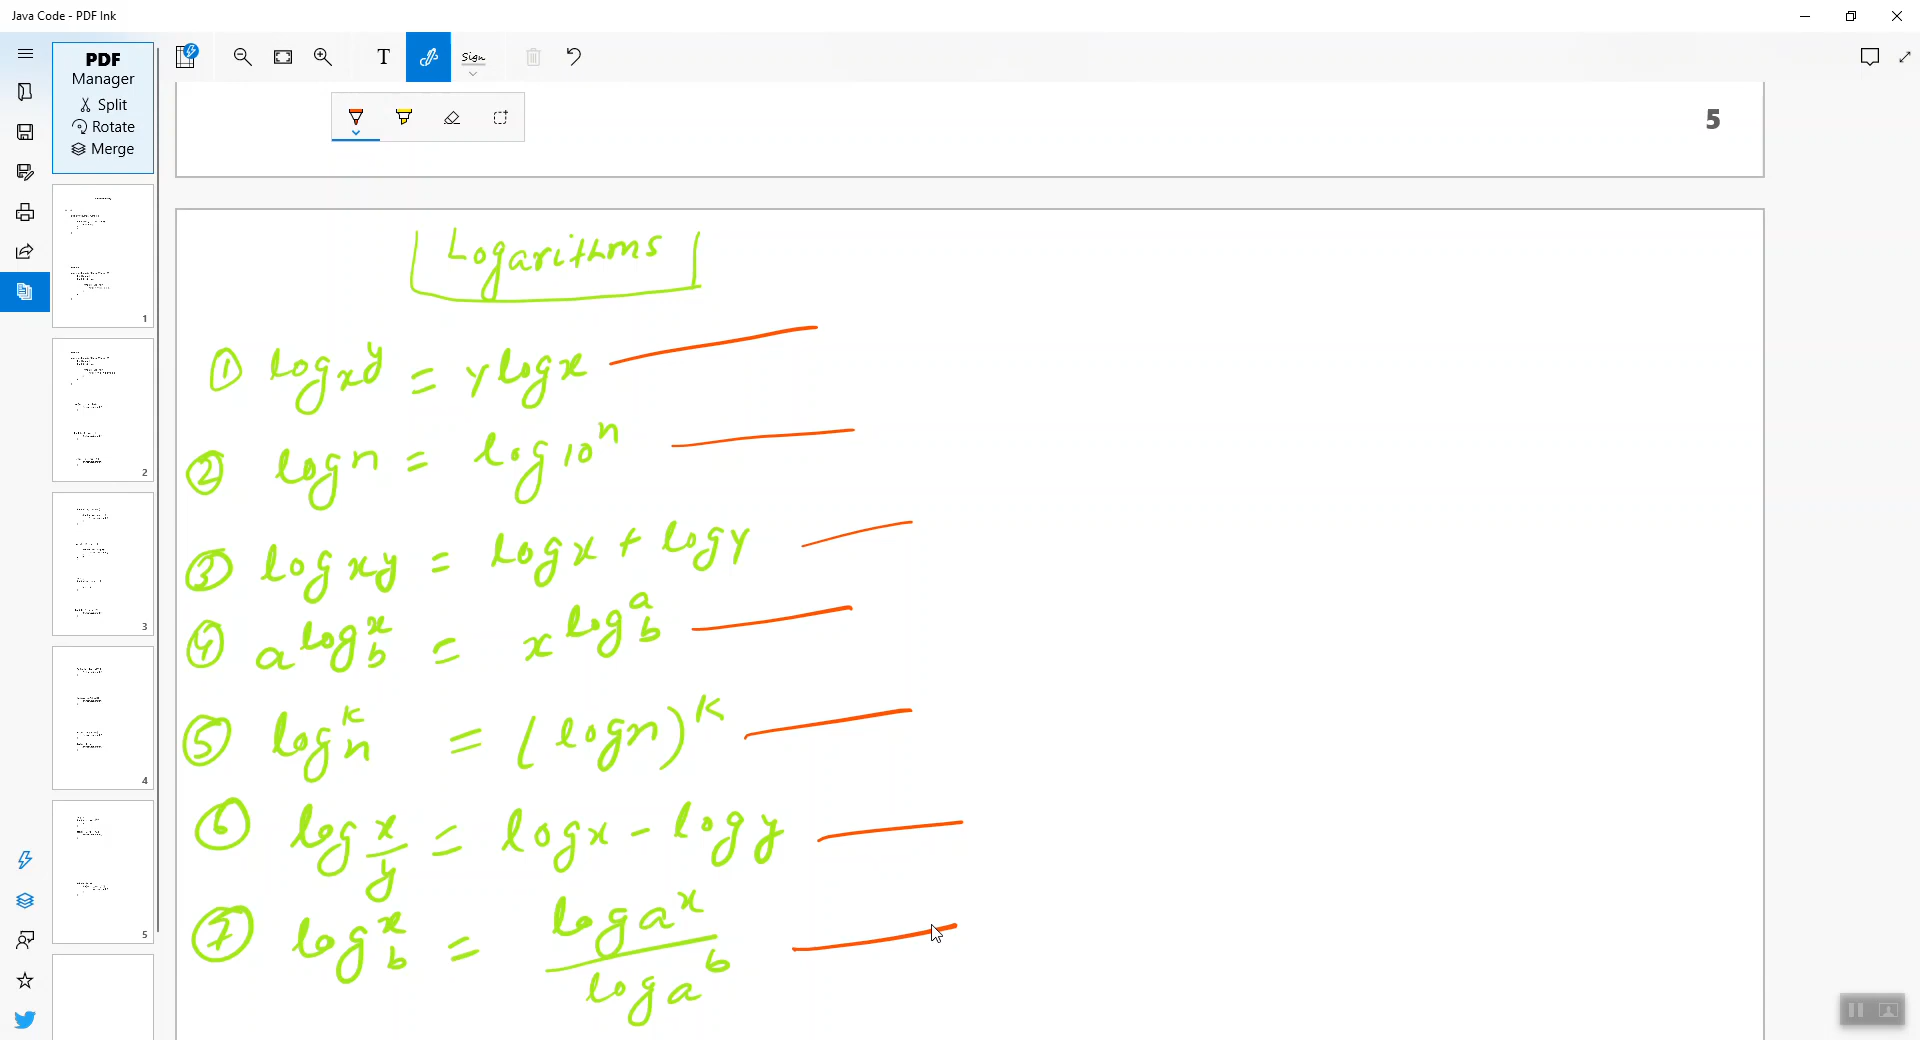 Java Code - PDF Ink
PDF
Manager
Split
Rotate
Merge
T
Sign
5
Logarithms
① log x^y = y log x
② log n = log 10^n
③ log xy = log x + log y
④ a^(log_b^x) = x^(log_b^a)
⑤ log^k n = (log n)^k
⑥ log x/y = log x - log y
⑦ log_b^x = log a^x / log a^b
1
2
3
4
5